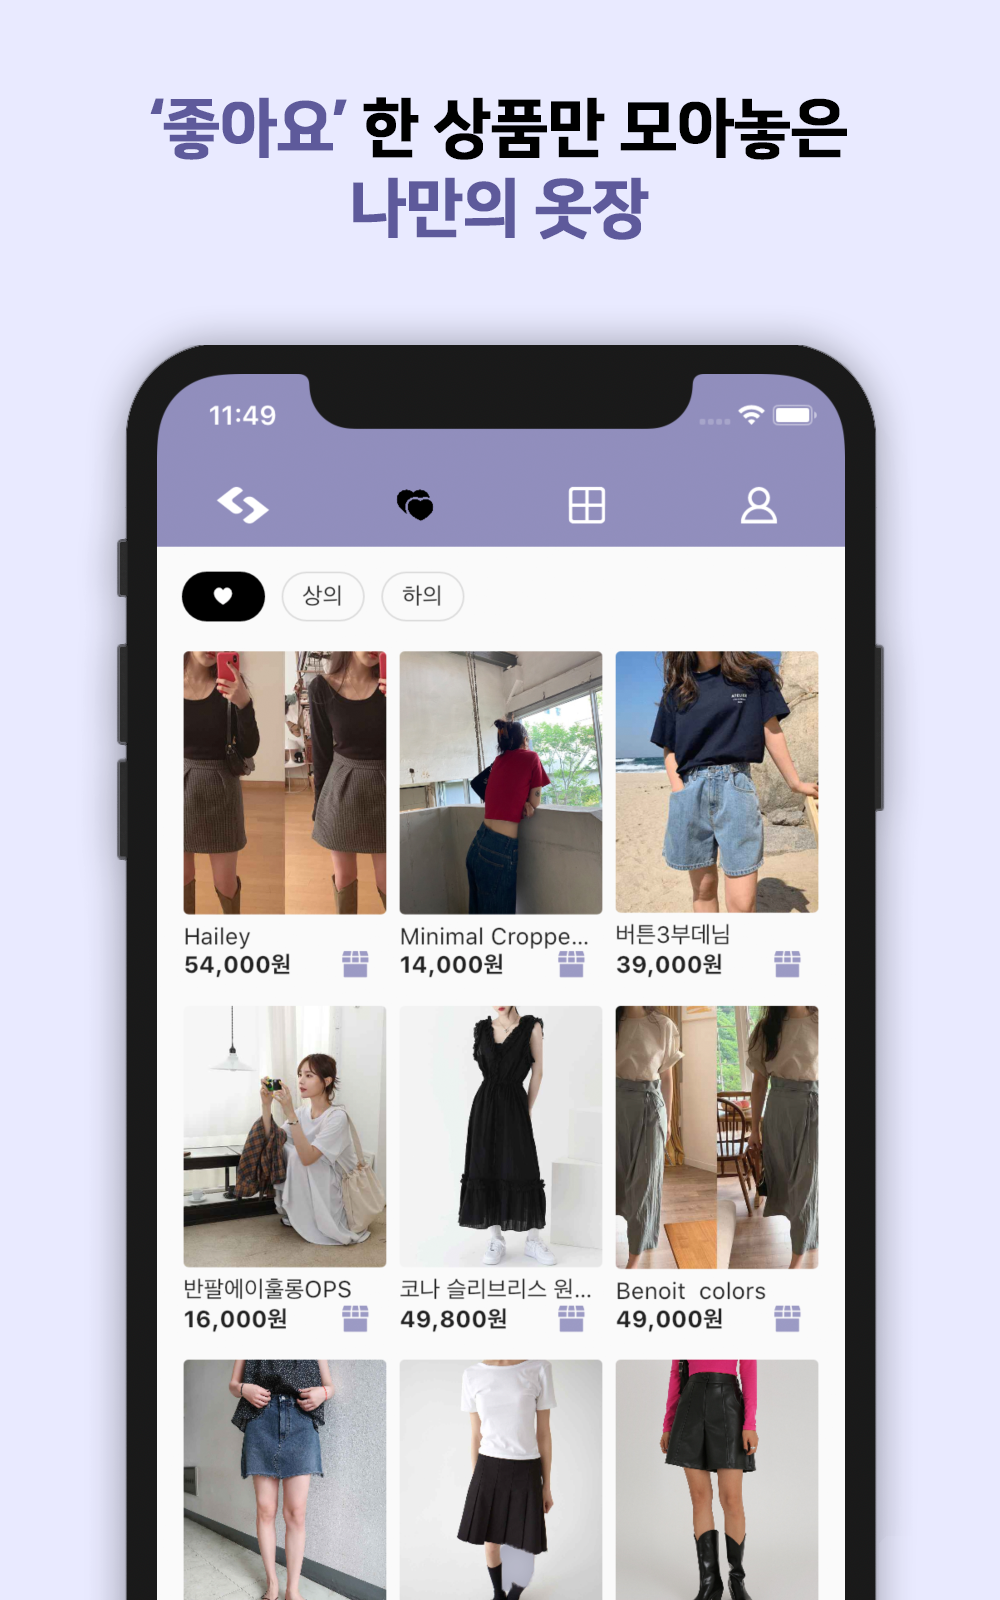 ‘좋아요’ 한 상품만 모아놓은
나만의 옷장
11:49
상의 하의
Hailey
54,000원
Minimal Croppe...
14,000원
버튼3부데님
39,000원
반팔에이훌롱OPS
16,000원
코나 슬리브리스 원...
49,800원
Benoit colors
49,000원